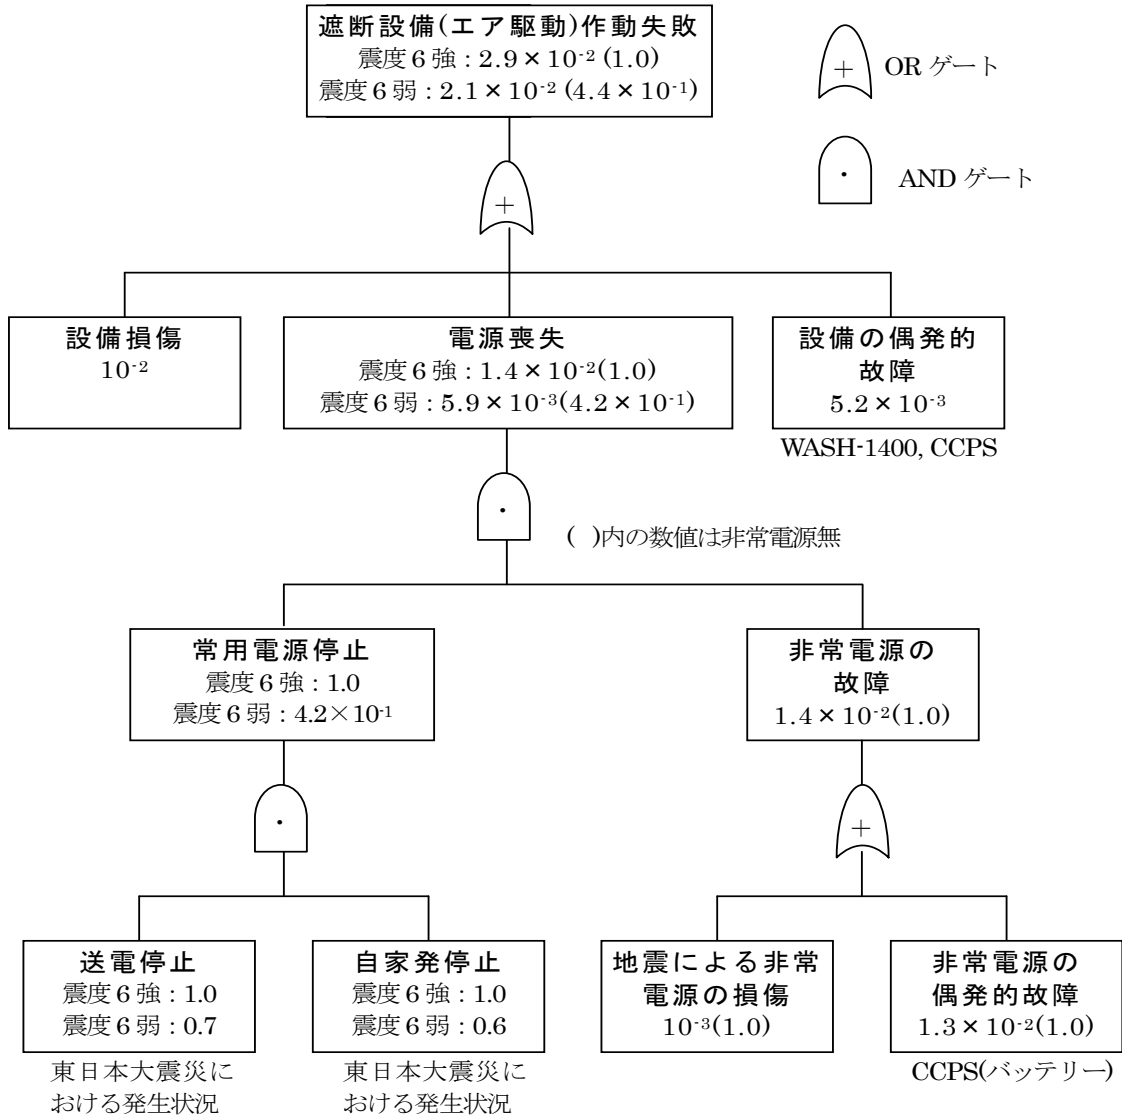 遮断設備(エア駆動)作動失敗
震度6強:2.9×10⁻² (1.0)
震度6弱:2.1×10⁻² (4.4×10⁻¹)
+
OR ゲート
・
AND ゲート
+
設備損傷
10⁻²
電源喪失
震度6強:1.4×10⁻²(1.0)
震度6弱:5.9×10⁻³(4.2×10⁻¹)
設備の偶発的
故障
5.2×10⁻³
WASH-1400, CCPS
・
( )内の数値は非常電源無
常用電源停止
震度6強:1.0
震度6弱:4.2×10⁻¹
非常電源の
故障
1.4×10⁻²(1.0)
・
+
送電停止
震度6強:1.0
震度6弱:0.7
東日本大震災に
おける発生状況
自家発停止
震度6強:1.0
震度6弱:0.6
東日本大震災に
おける発生状況
地震による非常
電源の損傷
10⁻³(1.0)
非常電源の
偶発的故障
1.3×10⁻²(1.0)
CCPS(バッテリー)